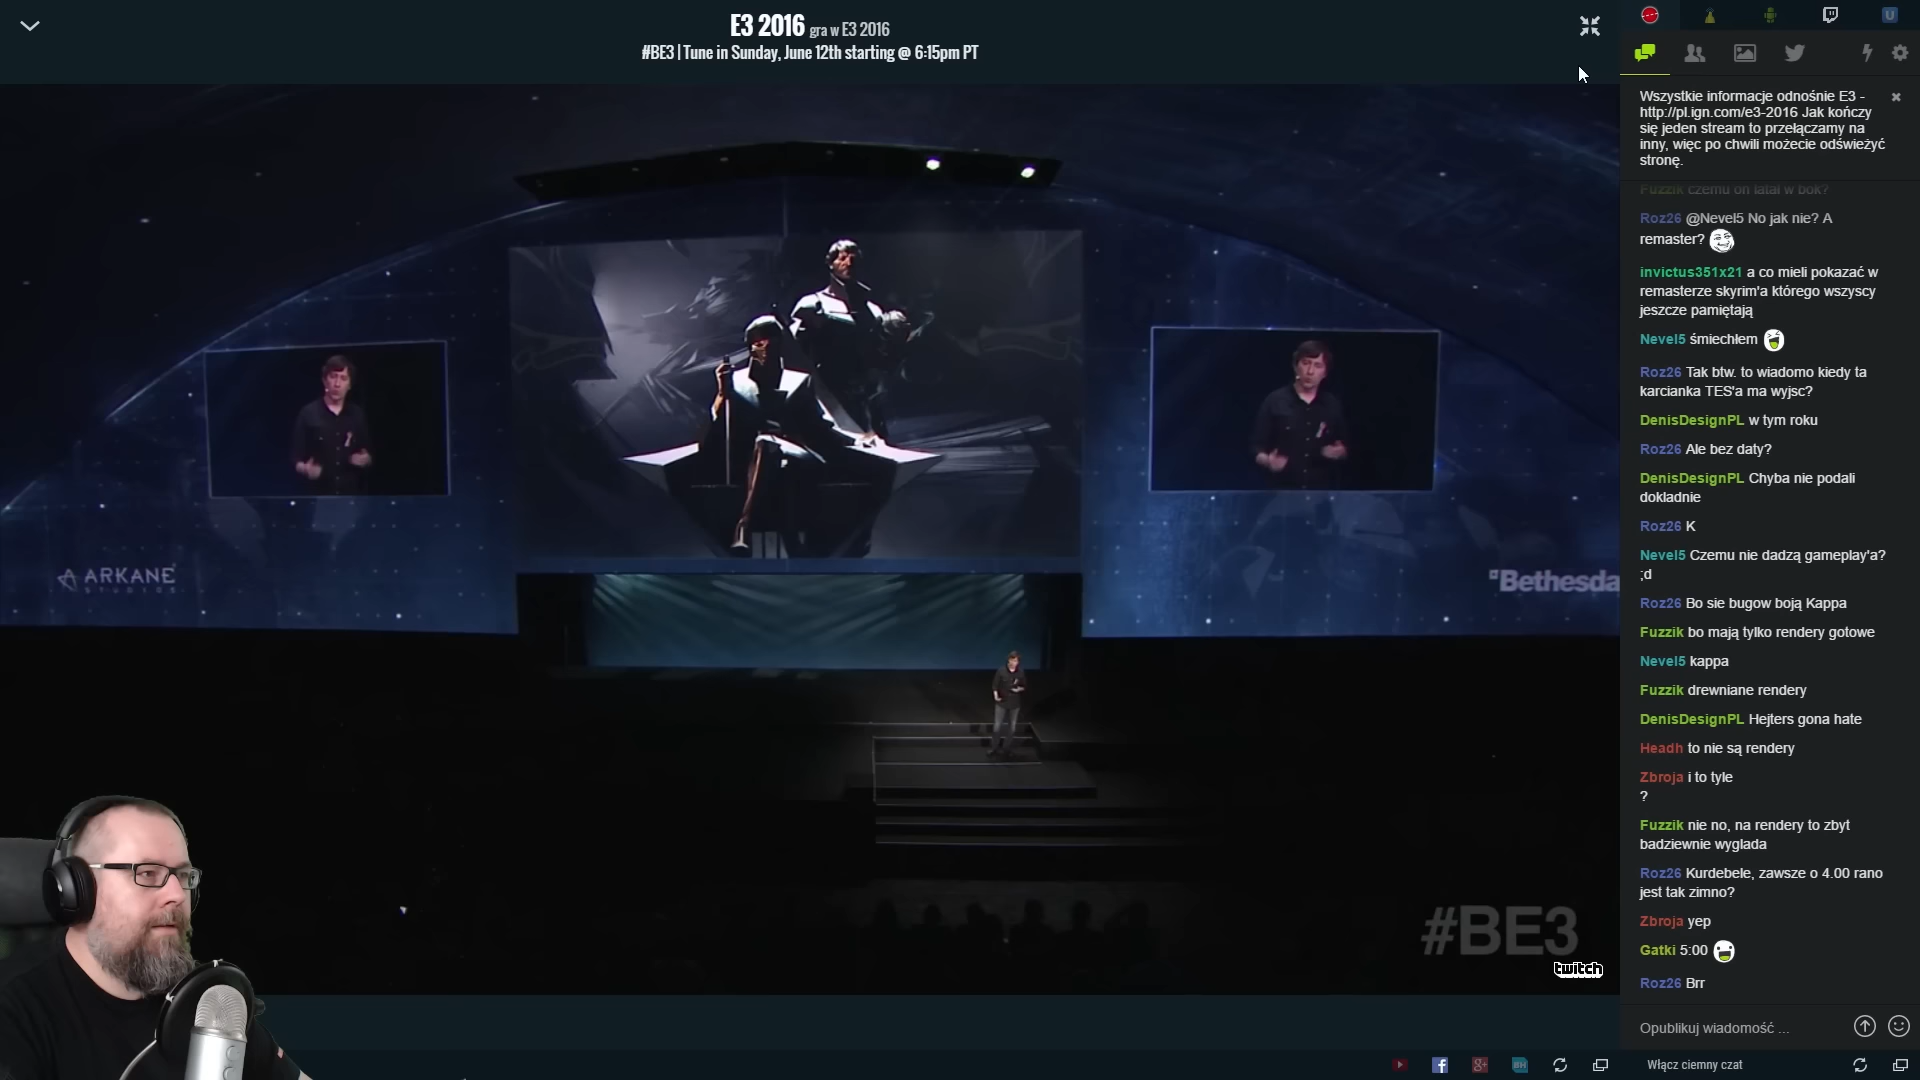 E3 2016 gra w E3 2016
#BE3 | Tune in Sunday, June 12th starting @ 6:15pm PT
ARKANE
STUDIOS
Bethesda
#BE3
twitch
Wszystkie informacje odnośnie E3 -
http://pl.ign.com/e3-2016 Jak kończy
się jeden stream to przełączamy na
inny, więc po chwili możecie odświeżyć
stronę.
Fuzzik czemu on latal w bok?
Roz26 @Nevel5 No jak nie? A
remaster?
invictus351x21 a co mieli pokazać w
remasterze skyrim'a którego wszyscy
jeszcze pamiętają
Nevel5 śmiechłem
Roz26 Tak btw. to wiadomo kiedy ta
karcianka TES'a ma wyjsc?
DenisDesignPL w tym roku
Roz26 Ale bez daty?
DenisDesignPL Chyba nie podali
dokladnie
Roz26 K
Nevel5 Czemu nie dadzą gameplay'a?
;d
Roz26 Bo sie bugow boją Kappa
Fuzzik bo mają tylko rendery gotowe
Nevel5 kappa
Fuzzik drewniane rendery
DenisDesignPL Hejters gona hate
Headh to nie są rendery
Zbroja i to tyle
?
Fuzzik nie no, na rendery to zbyt
badziewnie wyglada
Roz26 Kurdebele, zawsze o 4.00 rano
jest tak zimno?
Zbroja yep
Gatki 5:00
Roz26 Brr
Opublikuj wiadomość ...
Włącz ciemny czat